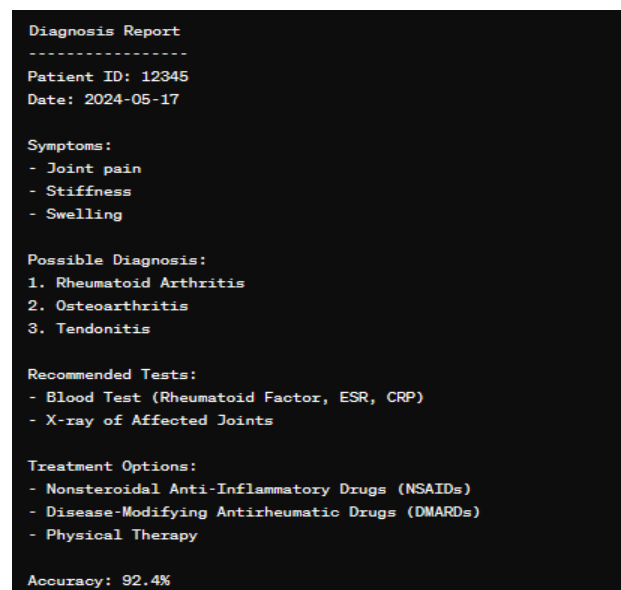 Diagnosis Report
-----------------
Patient ID: 12345
Date: 2024-05-17
Symptoms:
- Joint pain
- Stiffness
- Swelling
Possible Diagnosis:
1. Rheumatoid Arthritis
2. Osteoarthritis
3. Tendonitis
Recommended Tests:
- Blood Test (Rheumatoid Factor, ESR, CRP)
- X-ray of Affected Joints
Treatment Options:
- Nonsteroidal Anti-Inflammatory Drugs (NSAIDs)
- Disease-Modifying Antirheumatic Drugs (DMARDs)
- Physical Therapy
Accuracy: 92.4%